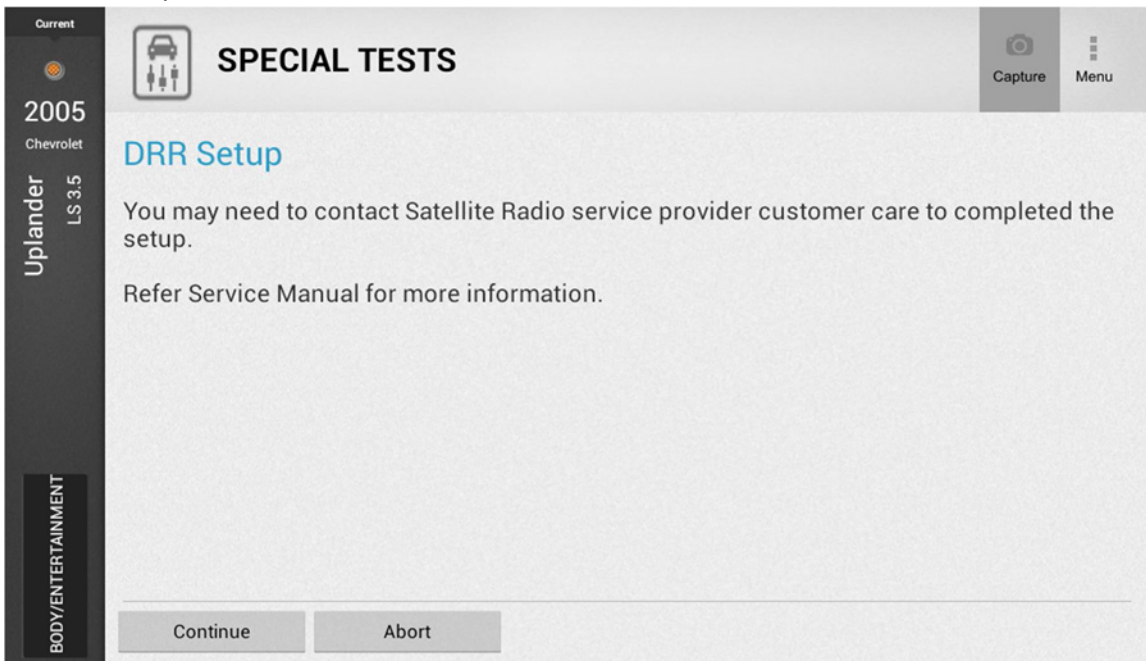 Current
2005
Chevrolet
Uplander
LS 3.5
BODY/ENTERTAINMENT
SPECIAL TESTS
Capture
Menu
DRR Setup
You may need to contact Satellite Radio service provider customer care to completed the
setup.
Refer Service Manual for more information.
Continue
Abort